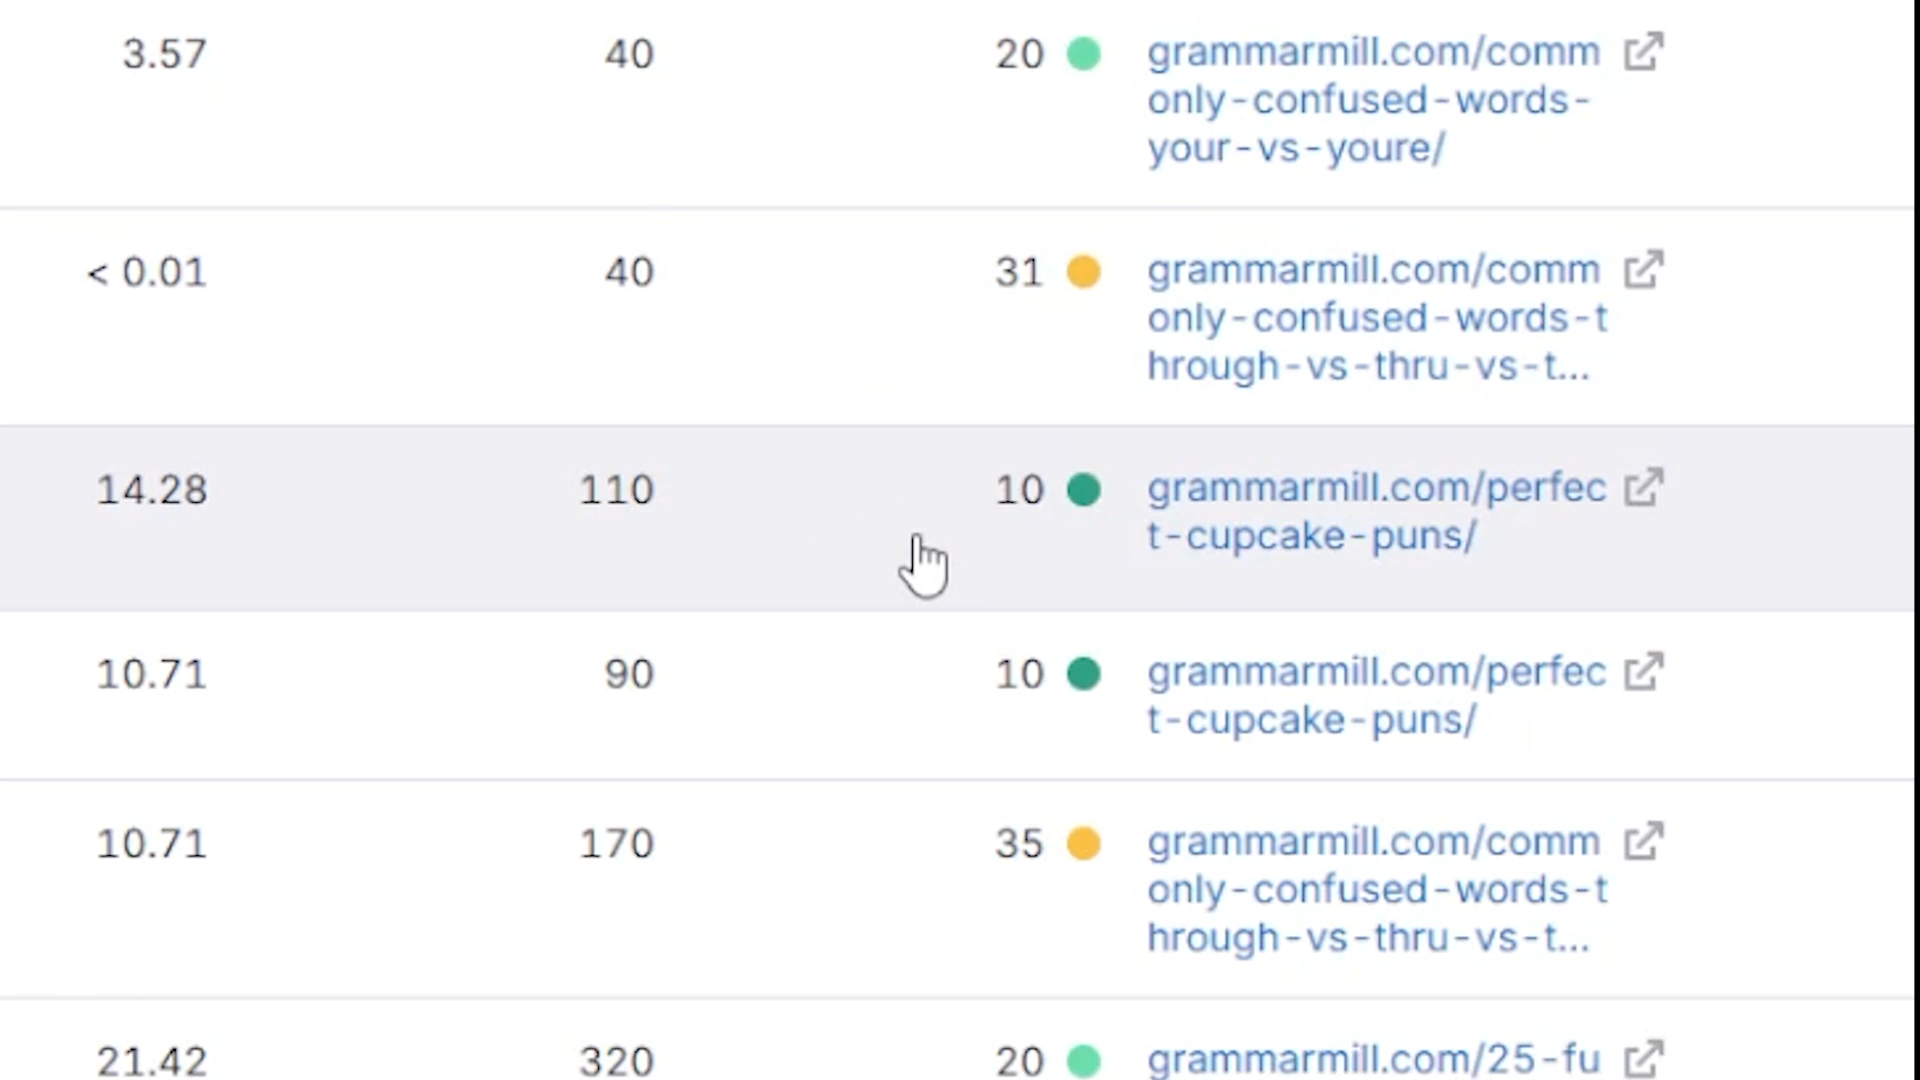 3.57 40 20 grammarmill.com/comm
only-confused-words-
your-vs-youre/
< 0.01 40 31 grammarmill.com/comm
only-confused-words-t
hrough-vs-thru-vs-t...
14.28 110 10 grammarmill.com/perfec
t-cupcake-puns/
10.71 90 10 grammarmill.com/perfec
t-cupcake-puns/
10.71 170 35 grammarmill.com/comm
only-confused-words-t
hrough-vs-thru-vs-t...
21.42 320 20 grammarmill.com/25-fu